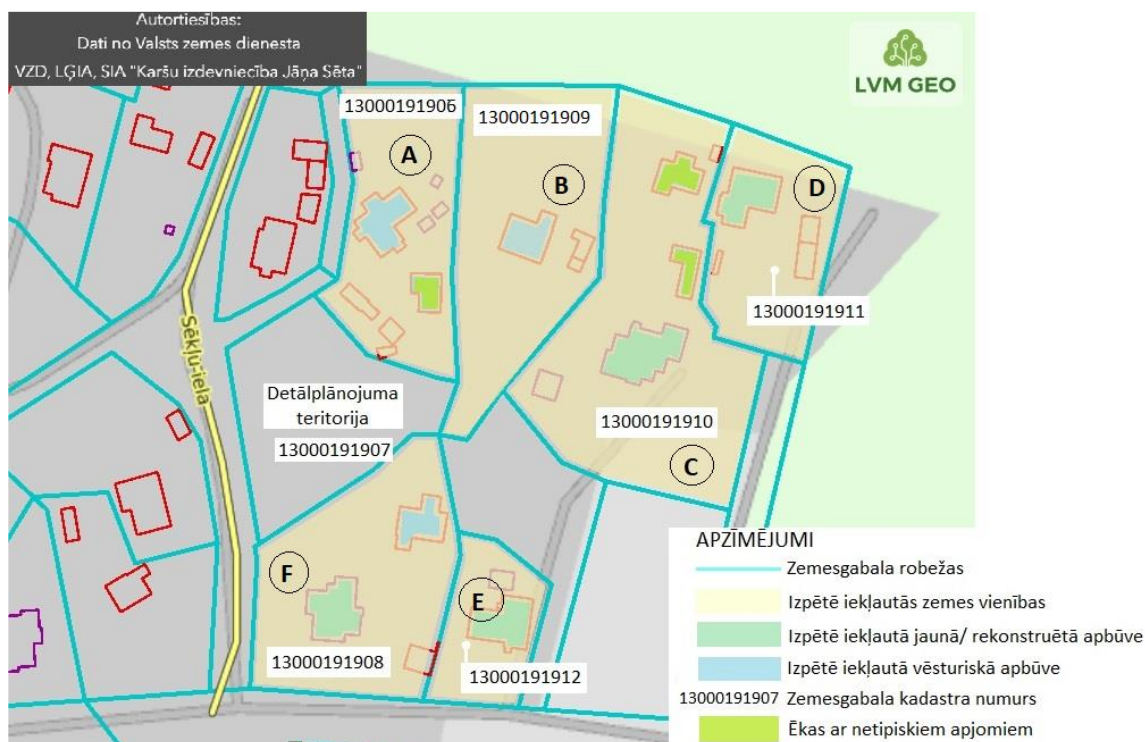 Autortiesības:
Dati no Valsts zemes dienesta
VZD, LĢIA, SIA "Karšu izdevniecība Jāņa Sēta"
LVM GEO
13000191906
13000191909
A
B
D
13000191911
Sēkļu-iela
Detālplānojuma
teritorija
13000191907
13000191910
C
F
E
13000191908
13000191912
APZĪMĒJUMI
Zemesgabala robežas
Izpētē iekļautās zemes vienības
Izpētē iekļautā jaunā/ rekonstruētā apbūve
Izpētē iekļautā vēsturiskā apbūve
13000191907 Zemesgabala kadastra numurs
Ēkas ar netipiskiem apjomiem